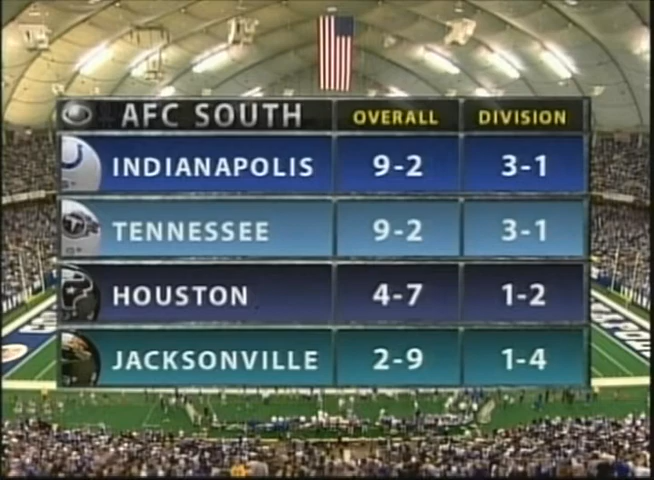 AFC SOUTH OVERALL DIVISION
INDIANAPOLIS 9-2 3-1
TENNESSEE 9-2 3-1
HOUSTON 4-7 1-2
JACKSONVILLE 2-9 1-4